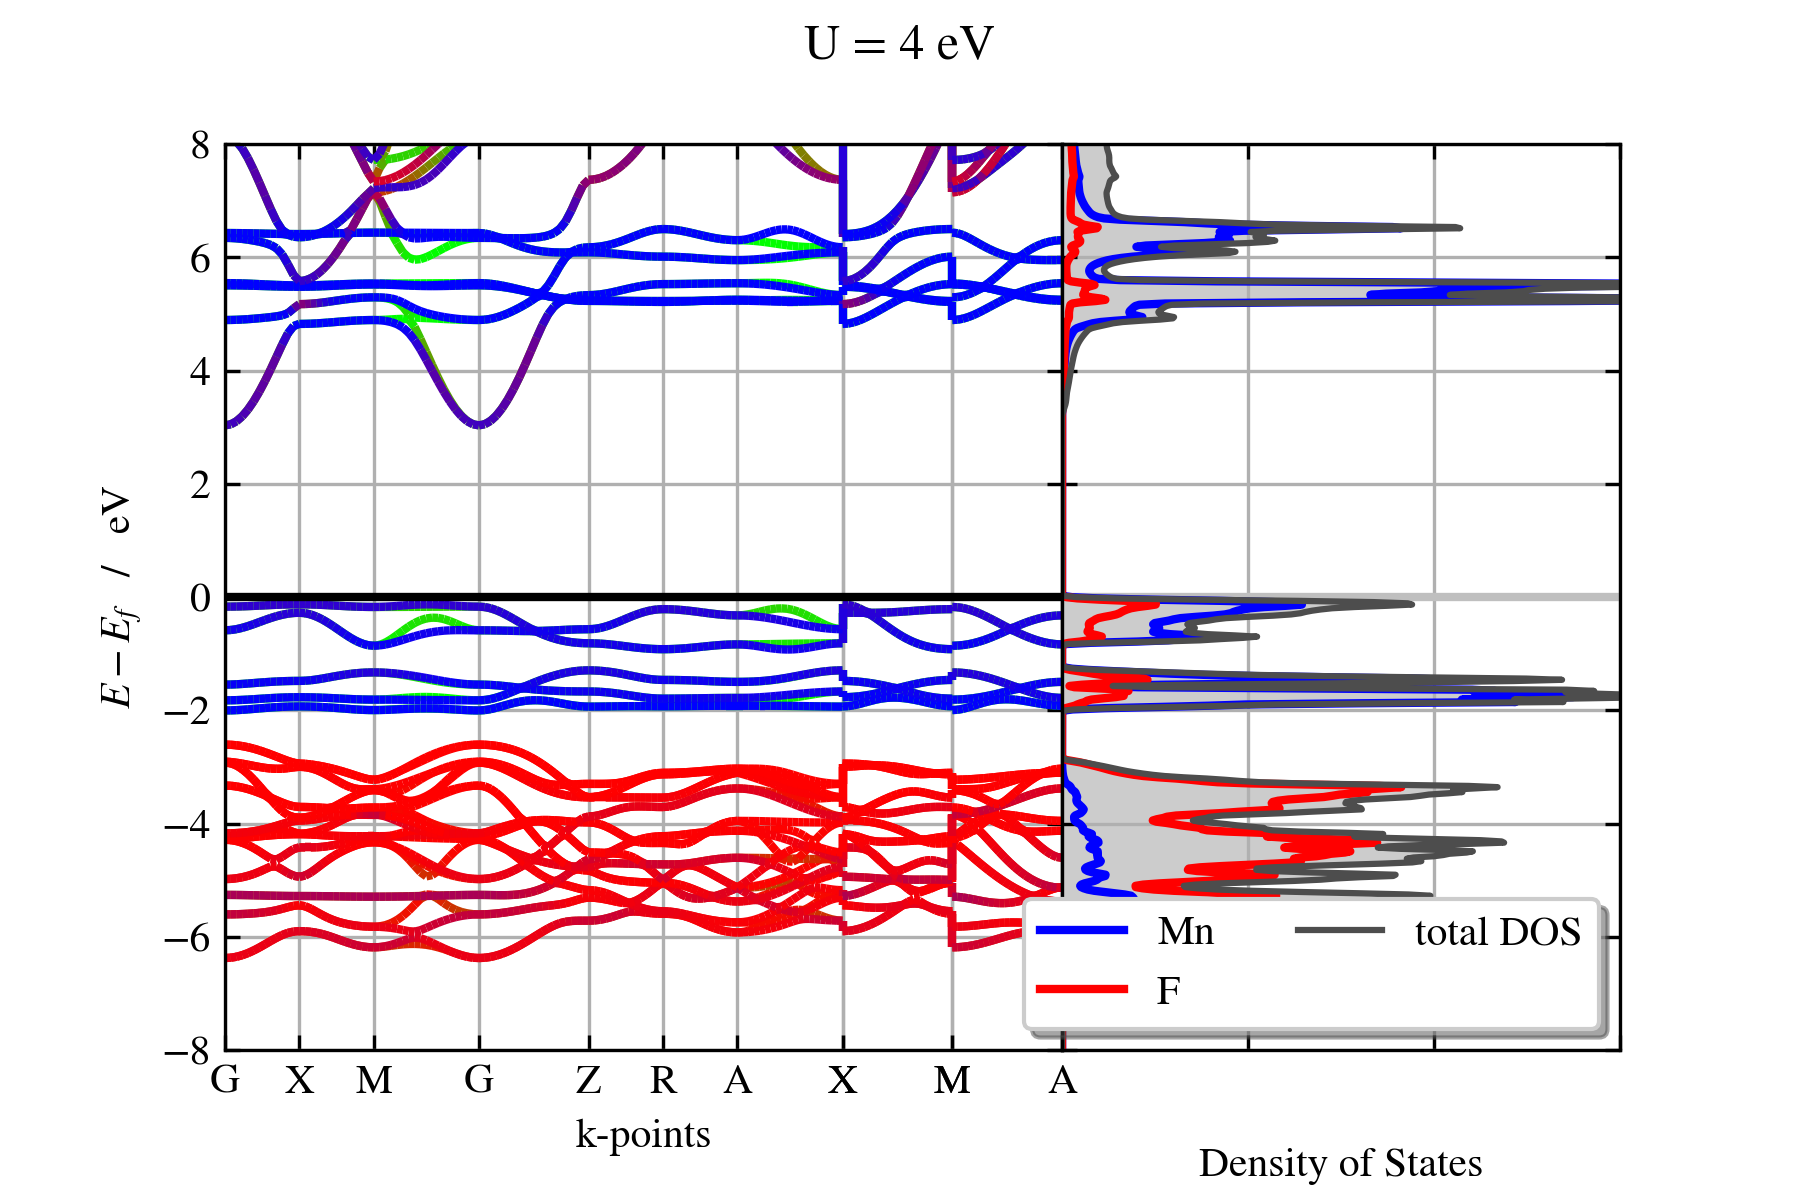 U = 4 eV
8
6
4
2
0
−2
−4
−6
−8
E − E_f / eV
G X M G Z R A X M A
k-points
Mn total DOS
F
Density of States